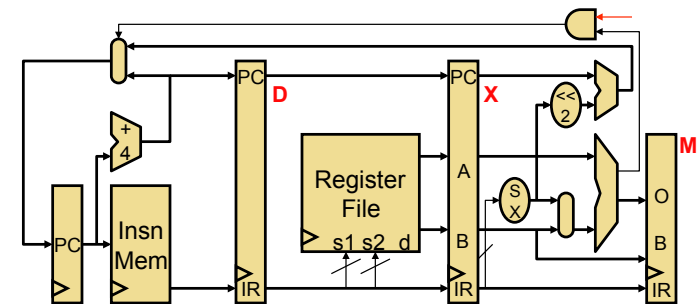 PC
D
PC
X
<<
2
+
4
M
Register
File
A
S
X
Insn
Mem
O
PC
s1 s2 d
B
B
IR
IR
IR